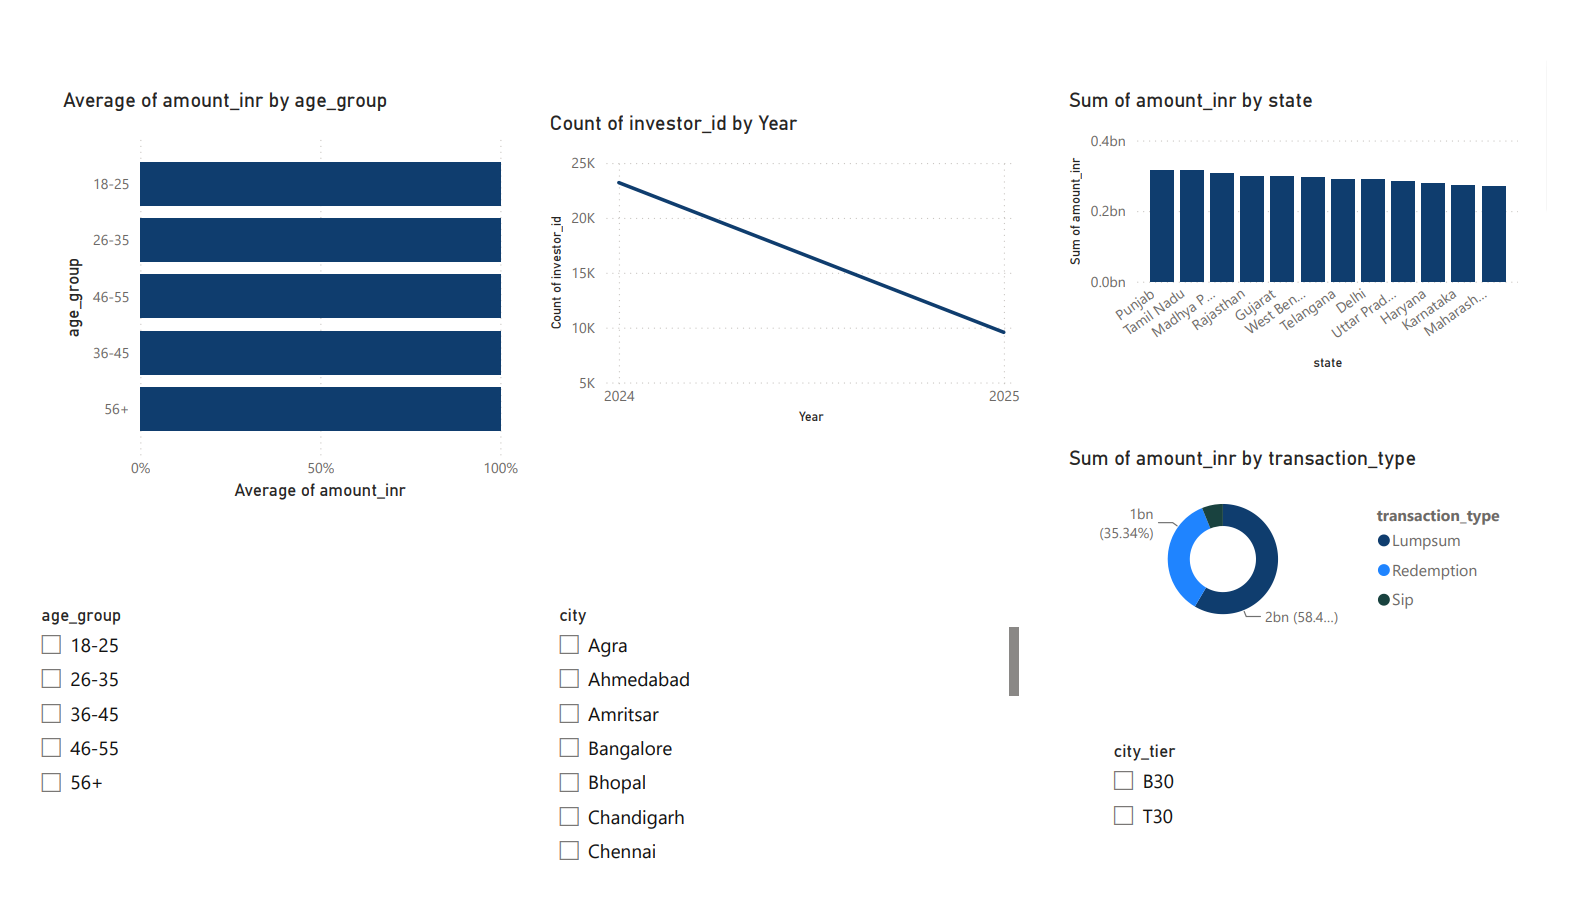 Average of amount_inr by age_group
age_group
18-25
26-35
46-55
36-45
56+
0%
50%
100%
Average of amount_inr
Count of investor_id by Year
Count of investor_id
25K
20K
15K
10K
5K
2024
2025
Year
Sum of amount_inr by state
Sum of amount_inr
0.4bn
0.2bn
0.0bn
Punjab
Tamil Nadu
Madhya P...
Rajasthan
Gujarat
West Ben...
Telangana
Delhi
Uttar Prad...
Haryana
Karnataka
Maharash...
state
Sum of amount_inr by transaction_type
1bn
(35.34%)
2bn (58.4...)
transaction_type
Lumpsum
Redemption
Sip
age_group
18-25
26-35
36-45
46-55
56+
city
Agra
Ahmedabad
Amritsar
Bangalore
Bhopal
Chandigarh
Chennai
city_tier
B30
T30